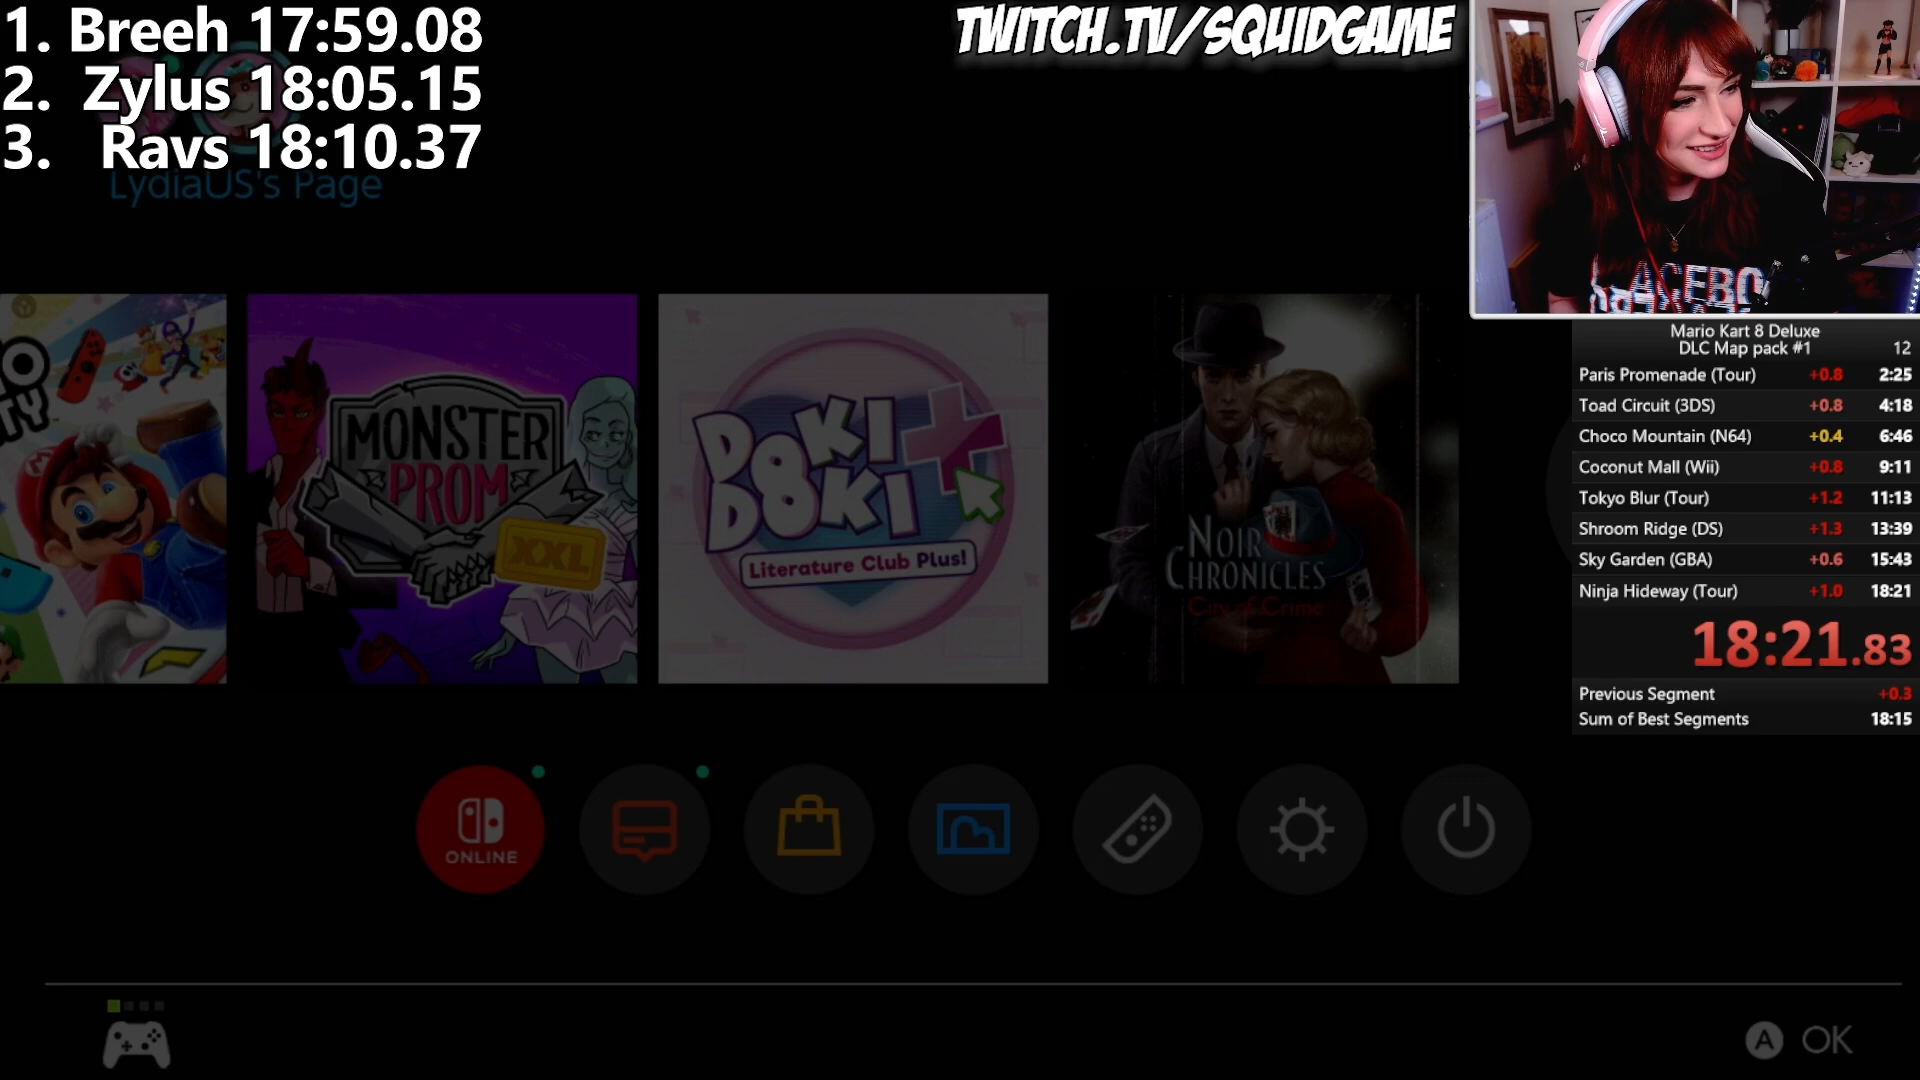 1. Breeh 17:59.08
2. Zylus 18:05.15
3. Ravs 18:10.37
LydiaUS's Page
TWITCH.TV/SQUIDGAME
MONSTER
PROM
XXL
DOKI
DOKI
Literature Club Plus!
NOIR
CHRONICLES
City of Crime
Mario Kart 8 Deluxe
DLC Map pack #1 12
Paris Promenade (Tour) +0.8 2:25
Toad Circuit (3DS) +0.8 4:18
Choco Mountain (N64) +0.4 6:46
Coconut Mall (Wii) +0.8 9:11
Tokyo Blur (Tour) +1.2 11:13
Shroom Ridge (DS) +1.3 13:39
Sky Garden (GBA) +0.6 15:43
Ninja Hideway (Tour) +1.0 18:21
18:21.83
Previous Segment +0.3
Sum of Best Segments 18:15
ONLINE
A OK